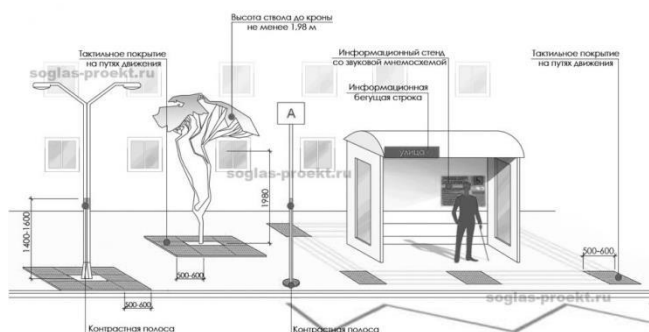 Высота ствола до кроны
не менее 1,98 м
Тактильное покрытие
на путях движения
Информационный стенд
со звуковой мнемосхемой
Тактильное покрытие
на путях движения
soglas-proekt.ru
Информационная
бегущая строка
А
улица
soglas-proekt.ru
1980
1400-1600
500-600
500-600
soglas-proekt.ru
500-600
Контрастная полоса
Контрастная полоса